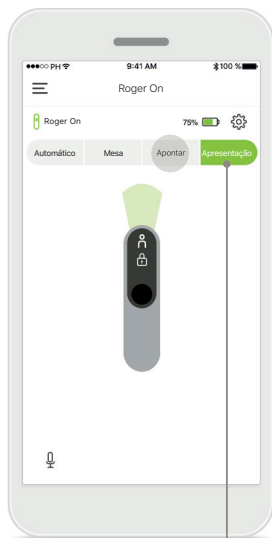 ●●●○○ PH 9:41 AM 100 %
Roger On
Roger On 75%
Automático Mesa Apontar Apresentação